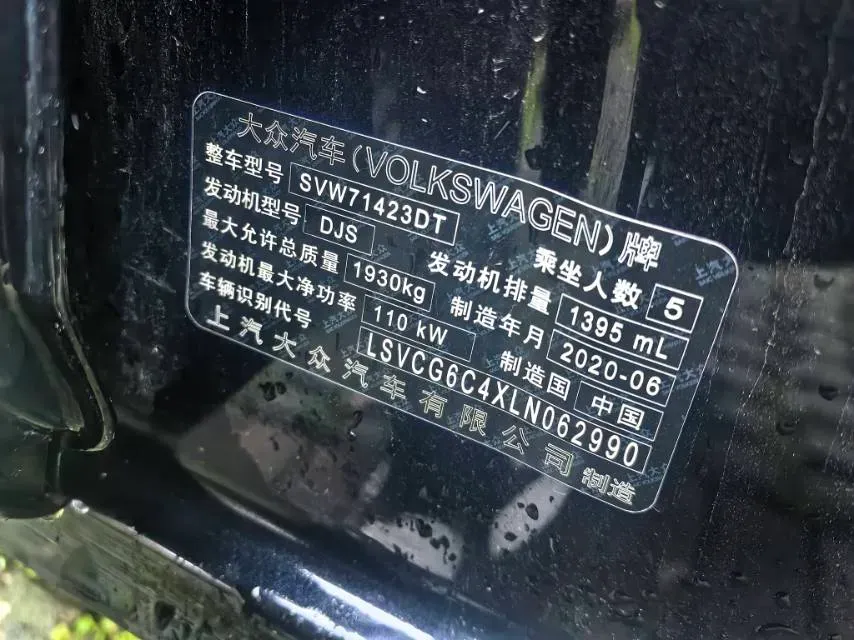 大众汽车(VOLKSWAGEN)牌
整车型号 SVW71423DT 乘坐人数 5
发动机型号 DJS 发动机排量 1395 mL
最大允许总质量 1930kg 制造年月 2020-06
发动机最大净功率 110 kW 制造国 中国
车辆识别代号 LSVCG6C4XLN062990
上汽大众汽车有限公司制造